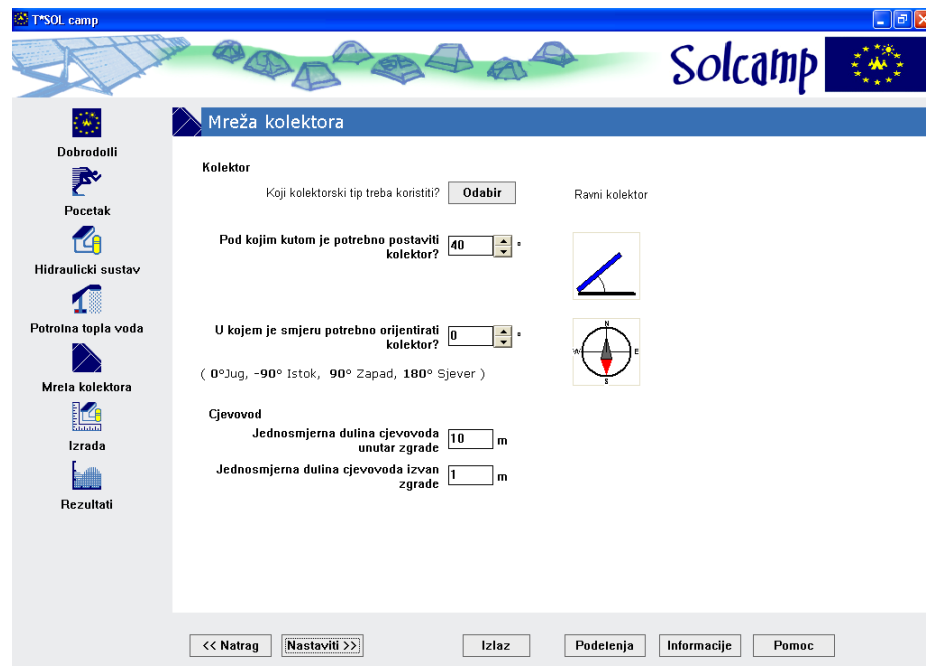 T*SOL camp
Solcamp
Mreža kolektora
Dobrodolli
Pocetak
Hidraulicki sustav
Potrolna topla voda
Mrela kolektora
Izrada
Rezultati
Kolektor
Koji kolektorski tip treba koristiti? Odabir Ravni kolektor
Pod kojim kutom je potrebno postaviti 40 °
kolektor?
U kojem je smjeru potrebno orijentirati 0 °
kolektor?
N
W E
S
( 0°Jug, -90° Istok, 90° Zapad, 180° Sjever )
Cjevovod
Jednosmjerna dulina cjevovoda 10 m
unutar zgrade
Jednosmjerna dulina cjevovoda izvan 1 m
zgrade
<< Natrag Nastaviti >> Izlaz Podelenja Informacije Pomoc